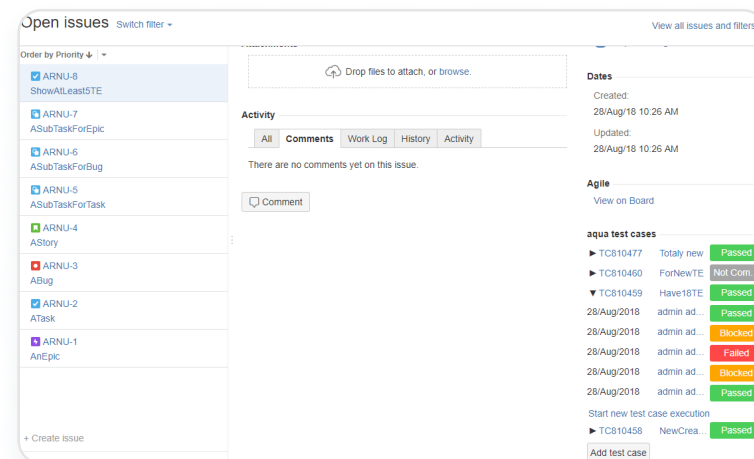 Open issues Switch filter
View all issues and filters
Order by Priority
ARNU-8
ShowAtLeast5TE
ARNU-7
ASubTaskForEpic
ARNU-6
ASubTaskForBug
ARNU-5
ASubTaskForTask
ARNU-4
AStory
ARNU-3
ABug
ARNU-2
ATask
ARNU-1
AnEpic
+ Create issue
Attachments
Drop files to attach, or browse.
Activity
All Comments Work Log History Activity
There are no comments yet on this issue.
Comment
Dates
Created:
28/Aug/18 10:26 AM
Updated:
28/Aug/18 10:26 AM
Agile
View on Board
aqua test cases
TC810477 Totaly new Passed
TC810460 ForNewTE Not Com...
TC810459 Have18TE Passed
28/Aug/2018 admin ad... Passed
28/Aug/2018 admin ad... Blocked
28/Aug/2018 admin ad... Failed
28/Aug/2018 admin ad... Blocked
28/Aug/2018 admin ad... Passed
Start new test case execution
TC810458 NewCrea... Passed
Add test case